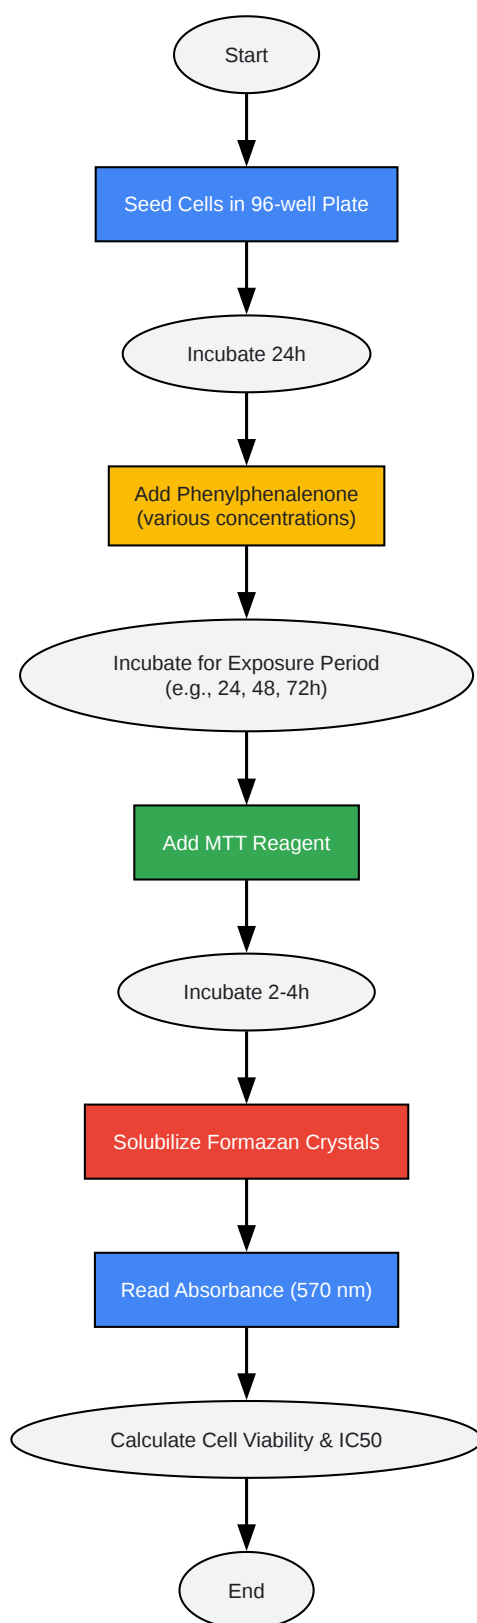 Start
Seed Cells in 96-well Plate
Incubate 24h
Add Phenylphenalenone
(various concentrations)
Incubate for Exposure Period
(e.g., 24, 48, 72h)
Add MTT Reagent
Incubate 2-4h
Solubilize Formazan Crystals
Read Absorbance (570 nm)
Calculate Cell Viability & IC50
End